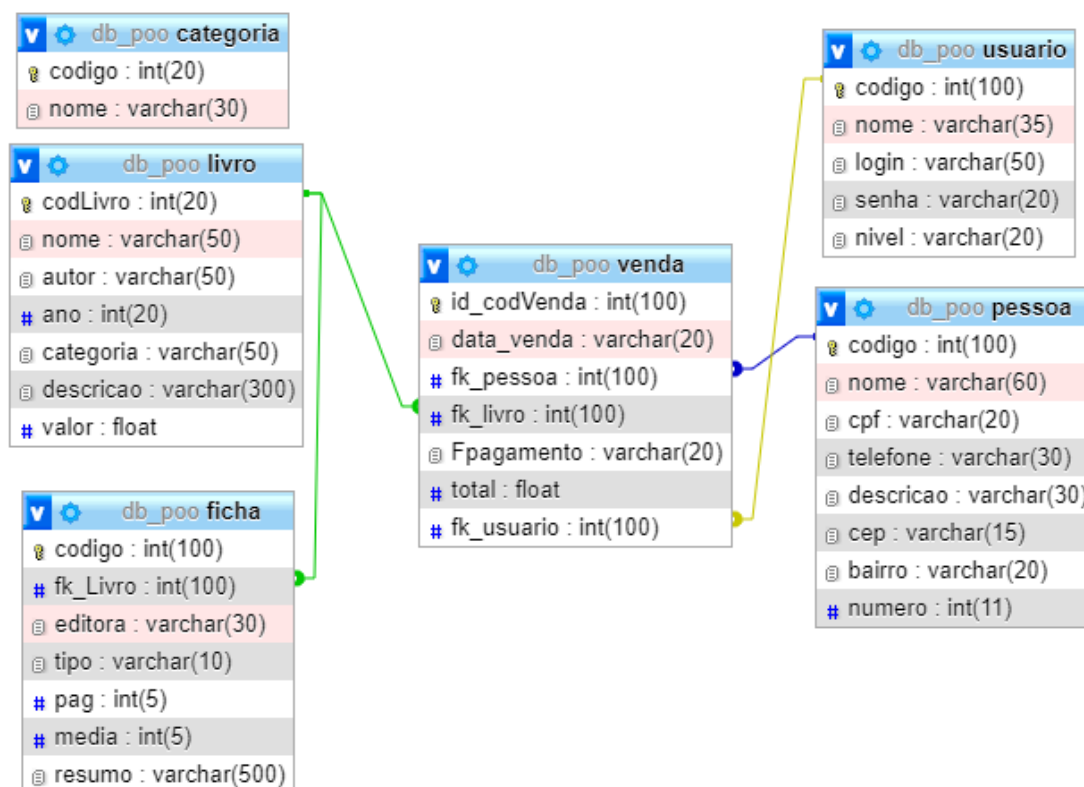 db_poo categoria
codigo : int(20)
nome : varchar(30)
db_poo livro
codLivro : int(20)
nome : varchar(50)
autor : varchar(50)
# ano : int(20)
categoria : varchar(50)
descricao : varchar(300)
# valor : float
db_poo ficha
codigo : int(100)
# fk_Livro : int(100)
editora : varchar(30)
tipo : varchar(10)
# pag : int(5)
# media : int(5)
resumo : varchar(500)
v db_poo venda
id_codVenda : int(100)
data_venda : varchar(20)
# fk_pessoa : int(100)
# fk_livro : int(100)
Fpagamento : varchar(20)
# total : float
# fk_usuario : int(100)
db_poo usuario
codigo : int(100)
nome : varchar(35)
login : varchar(50)
senha : varchar(20)
nivel : varchar(20)
db_poo pessoa
codigo : int(100)
nome : varchar(60)
cpf : varchar(20)
telefone : varchar(30)
descricao : varchar(30)
cep : varchar(15)
bairro : varchar(20)
# numero : int(11)